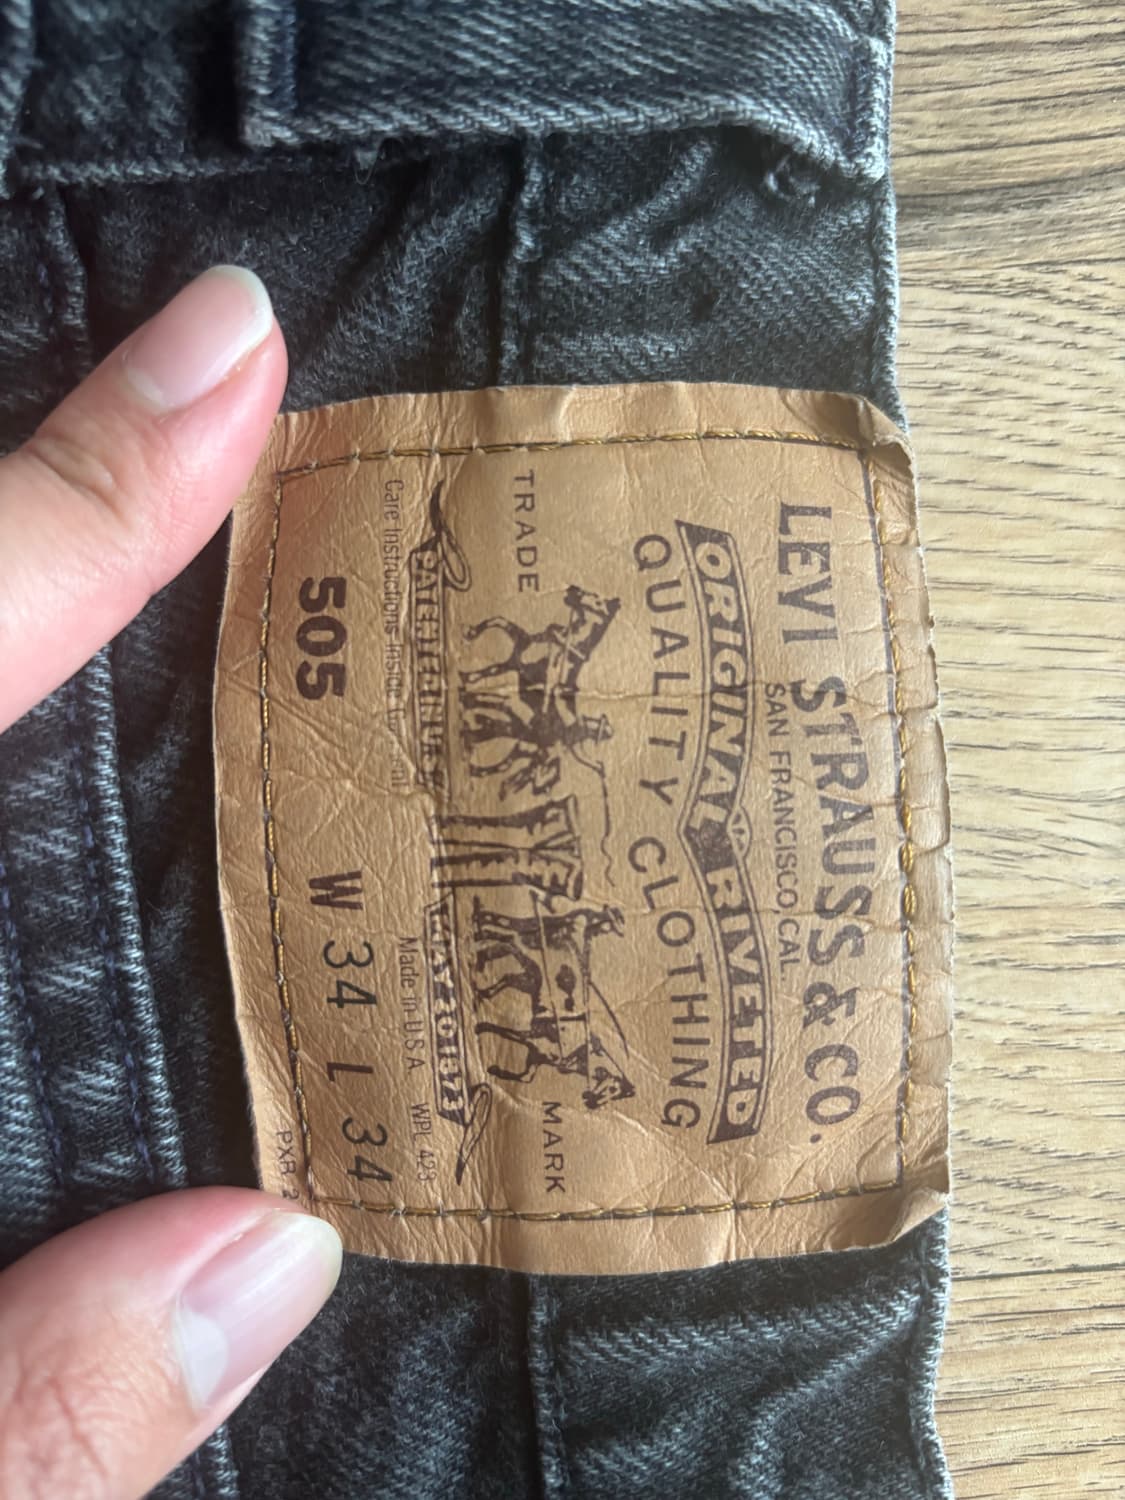 LEVI STRAUSS & CO.
SAN FRANCISCO, CAL.
ORIGINAL RIVETED
QUALITY CLOTHING
TRADE MARK
Care Instructions Inside Garment
Made in U.S.A. WPL 423
505 W 34 L 34